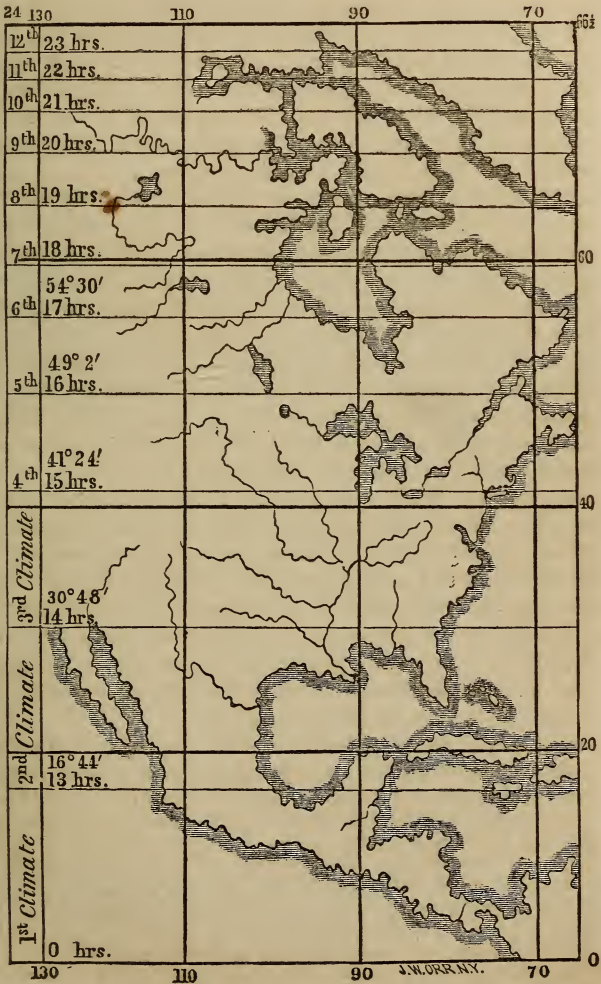 24 130 110 90 70 66½
12th 23 hrs.
11th 22 hrs.
10th 21 hrs.
9th 20 hrs.
8th 19 hrs.
7th 18 hrs. 60
54° 30'
6th 17 hrs.
49° 2'
5th 16 hrs.
41° 24'
4th 15 hrs.
40
3rd Climate
30° 48'
14 hrs.
2nd Climate
20
16° 44'
13 hrs.
1st Climate
0 hrs. 0
130 110 90 J.W.ORR.N.Y. 70